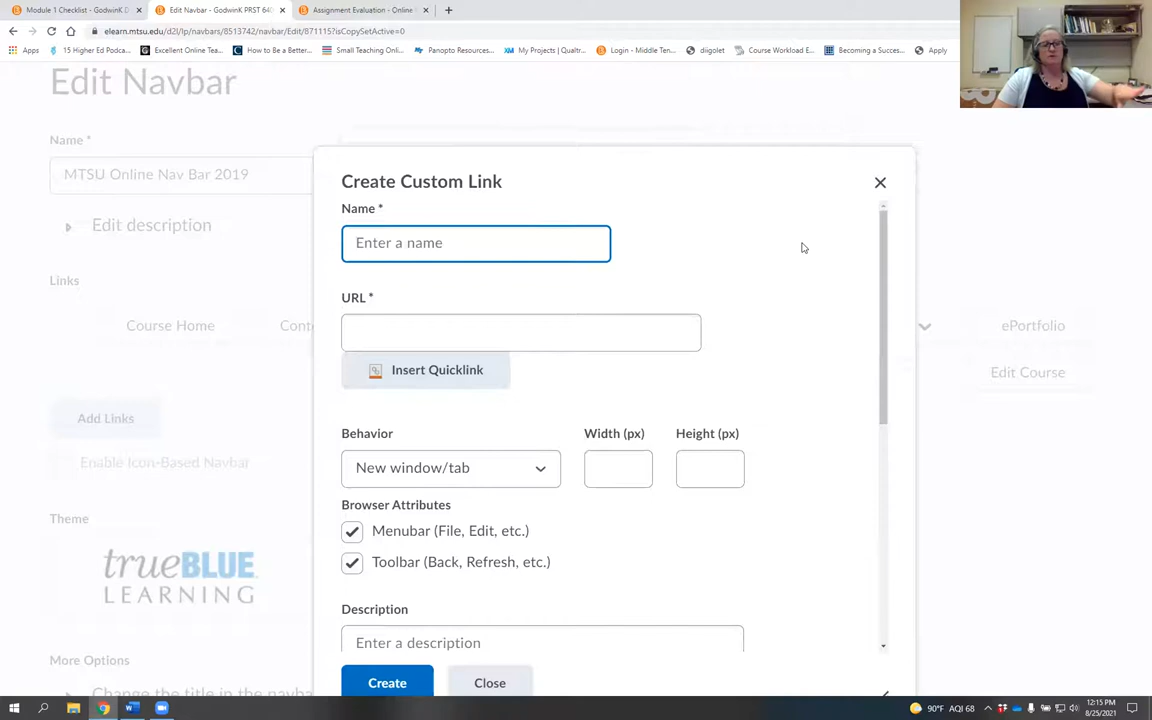 Module 1 Checklist - GodwinK D
Edit Navbar - GodwinK PRST 640
Assignment Evaluation - Online
elearn.mtsu.edu/d2l/lp/navbars/8513742/navbar/Edit/871115?isCopySetActive=0
Apps
15 Higher Ed Podca...
Excellent Online Tea...
How to Be a Better...
Small Teaching Onli...
Panopto Resources...
My Projects | Qualtr...
Login - Middle Ten...
diigolet
Course Workload E...
Becoming a Succes...
Apply
Edit Navbar
Name *
MTSU Online Nav Bar 2019
Edit description
Links
Course Home
ePortfolio
Edit Course
Add Links
Enable Icon-Based Navbar
Theme
trueBLUE
LEARNING
More Options
Change the title in the navba
Create Custom Link
Name *
Enter a name
URL *
Insert Quicklink
Behavior
Width (px)
Height (px)
New window/tab
Browser Attributes
Menubar (File, Edit, etc.)
Toolbar (Back, Refresh, etc.)
Description
Enter a description
Create
Close
90°F AQI 68
12:15 PM
8/25/2021